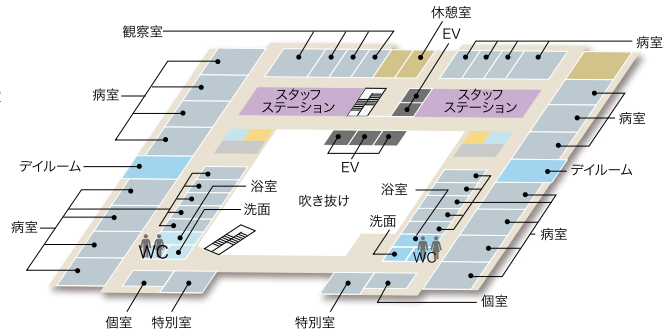 休憩室
観察室
EV
病室
スタッフ
ステーション
スタッフ
ステーション
病室
病室
EV
デイルーム
デイルーム
浴室
浴室
吹き抜け
洗面
洗面
病室
病室
WC
WC
個室
個室
特別室
特別室